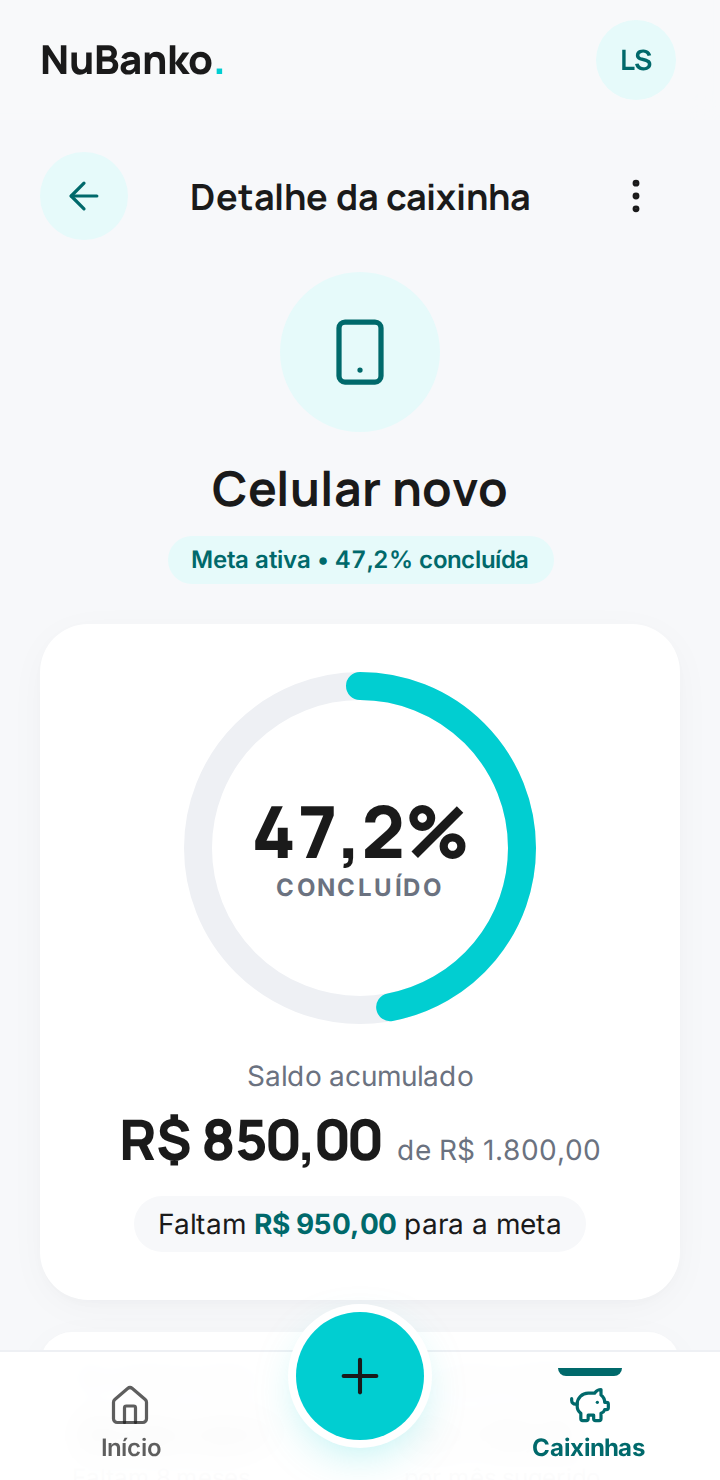 NuBanko.
LS
Detalhe da caixinha
Celular novo
Meta ativa • 47,2% concluída
47,2%
CONCLUÍDO
Saldo acumulado
R$ 850,00 de R$ 1.800,00
Faltam R$ 950,00 para a meta
Início
Caixinhas